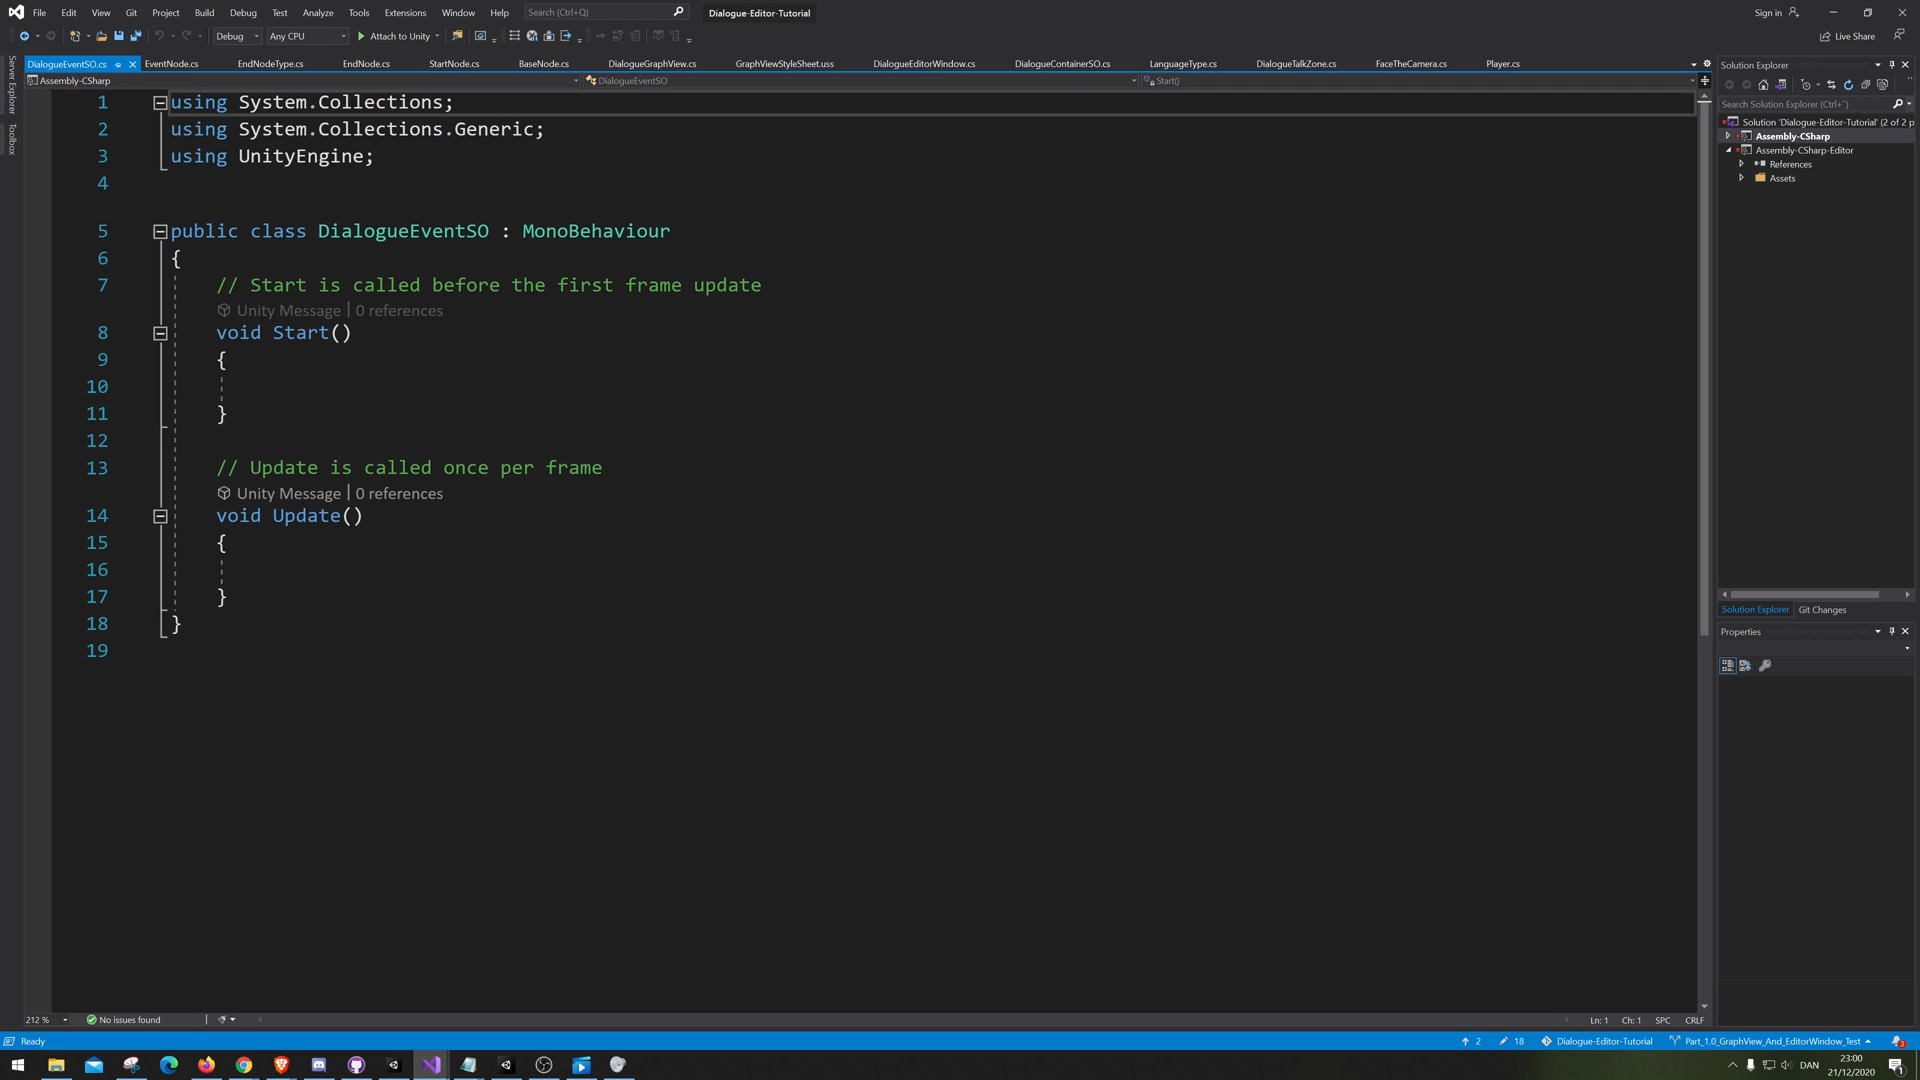 File Edit View Git Project Build Debug Test Analyze Tools Extensions Window Help Search (Ctrl+Q) Dialogue-Editor-Tutorial Sign in
Debug Any CPU Attach to Unity Live Share
DialogueEventSO.cs EventNode.cs EndNodeType.cs EndNode.cs StartNode.cs BaseNode.cs DialogueGraphView.cs GraphViewStyleSheet.uss DialogueEditorWindow.cs DialogueContainerSO.cs LanguageType.cs DialogueTalkZone.cs FaceTheCamera.cs Player.cs
Assembly-CSharp DialogueEventSO Start()
Server Explorer
Toolbox
1 using System.Collections;
2 using System.Collections.Generic;
3 using UnityEngine;
4
5 public class DialogueEventSO : MonoBehaviour
6 {
7 // Start is called before the first frame update
Unity Message | 0 references
8 void Start()
9 {
10
11 }
12
13 // Update is called once per frame
Unity Message | 0 references
14 void Update()
15 {
16
17 }
18 }
19
Solution Explorer
Search Solution Explorer (Ctrl+¨)
Solution 'Dialogue-Editor-Tutorial' (2 of 2 p
Assembly-CSharp
Assembly-CSharp-Editor
References
Assets
Solution Explorer Git Changes
Properties
212 % No issues found Ln: 1 Ch: 1 SPC CRLF
Ready 2 18 Dialogue-Editor-Tutorial Part_1.0_GraphView_And_EditorWindow_Test 3
DAN 23:00
21/12/2020 1